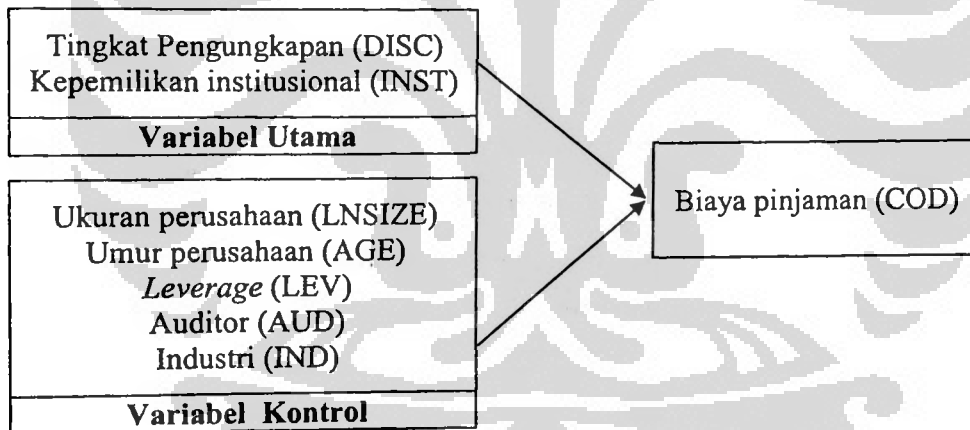 Tingkat Pengungkapan (DISC)
Kepemilikan institusional (INST)
Variabel Utama
Ukuran perusahaan (LNSIZE)
Umur perusahaan (AGE)
Leverage (LEV)
Auditor (AUD)
Industri (IND)
Variabel Kontrol
Biaya pinjaman (COD)